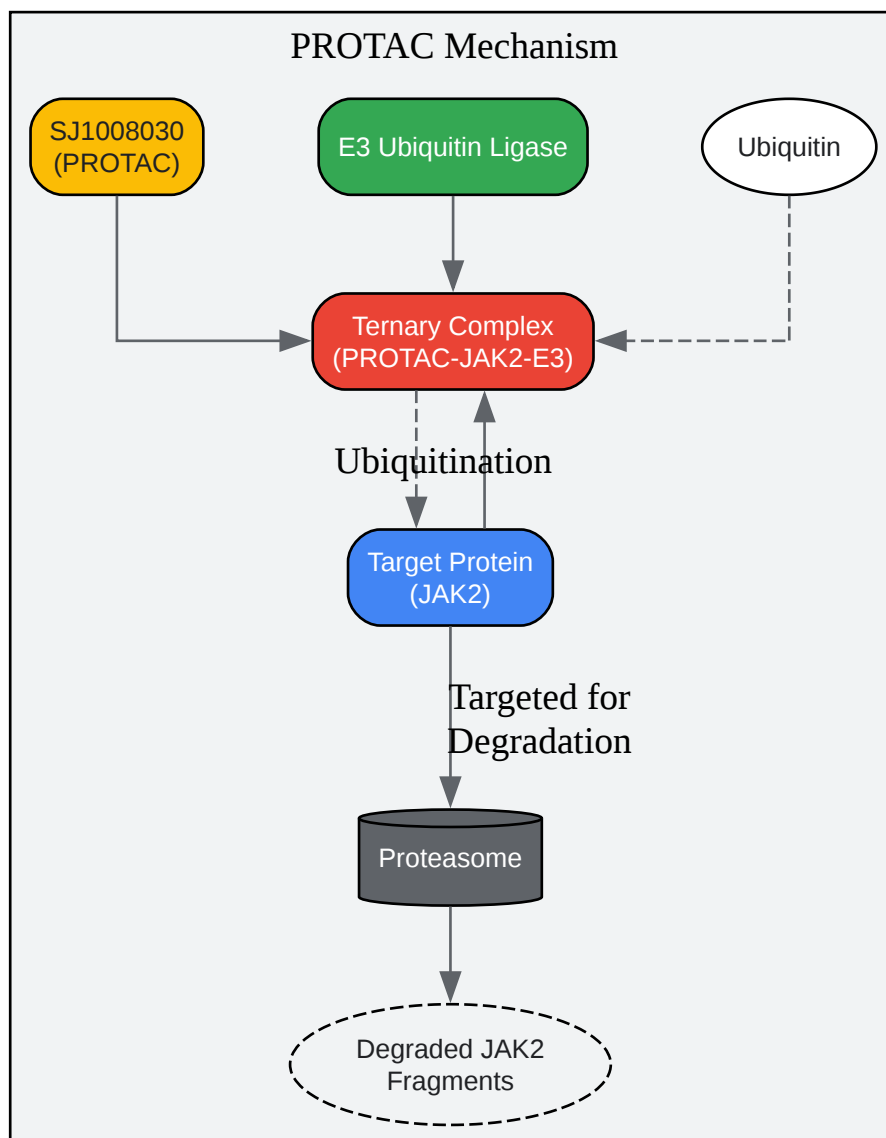 PROTAC Mechanism
SJ1008030
(PROTAC)
E3 Ubiquitin Ligase
Ubiquitin
Ternary Complex
(PROTAC-JAK2-E3)
Ubiquitination
Target Protein
(JAK2)
Targeted for
Degradation
Proteasome
Degraded JAK2
Fragments